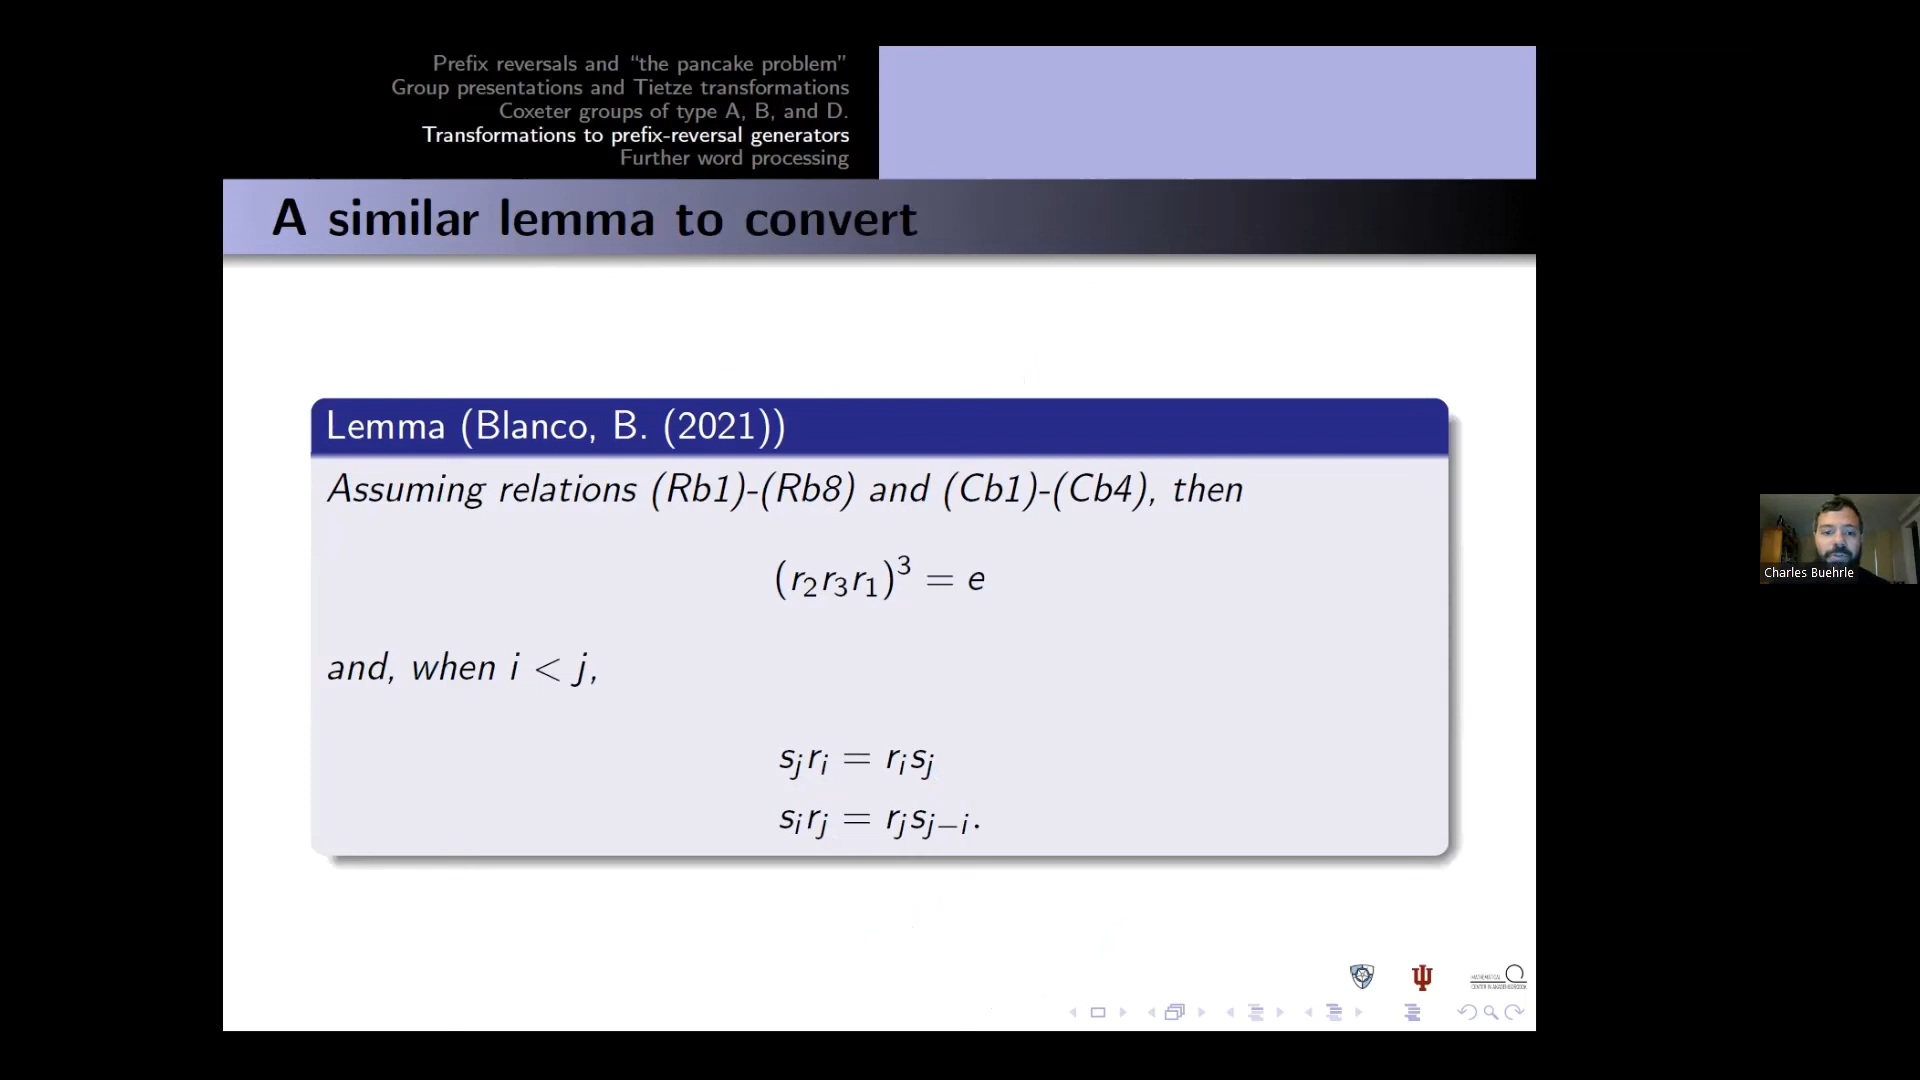 Prefix reversals and “the pancake problem”
Group presentations and Tietze transformations
Coxeter groups of type A, B, and D.
Transformations to prefix-reversal generators
Further word processing
A similar lemma to convert
Lemma (Blanco, B. (2021))
Assuming relations (Rb1)-(Rb8) and (Cb1)-(Cb4), then
(r₂r₃r₁)³ = e
and, when i < j,
sⱼrᵢ = rᵢsⱼ
sᵢrⱼ = rⱼsⱼ₋ᵢ.
Charles Buehrle